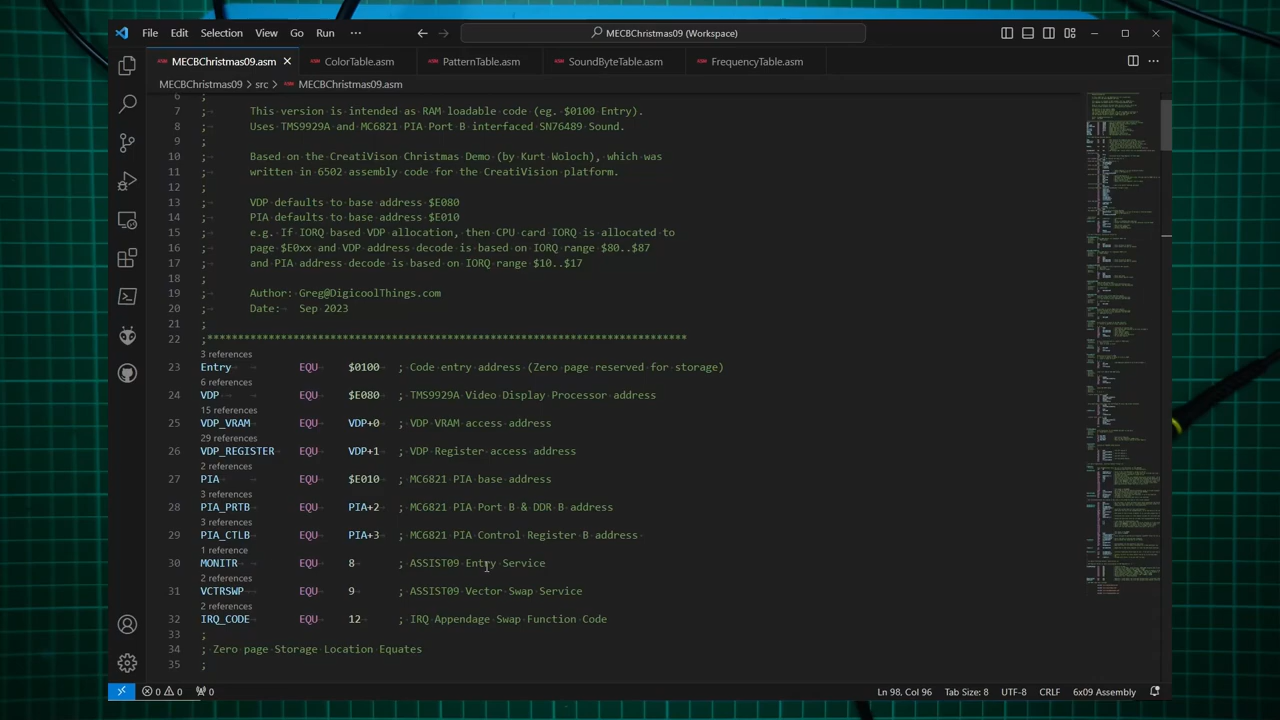 File Edit Selection View Go Run ···
MECBChristmas09 (Workspace)
MECBChristmas09.asm ColorTable.asm PatternTable.asm SoundByteTable.asm FrequencyTable.asm
MECBChristmas09 > src > MECBChristmas09.asm
6 ;
7 ; This version is intended as RAM loadable code (eg. $0100 Entry).
8 ; Uses TMS9929A and MC6821 PIA Port B interfaced SN76489 Sound.
9 ;
10 ; Based on the CreatiVison Christmas Demo (by Kurt Woloch), which was
11 ; written in 6502 assembly code for the CreatiVision platform.
12 ;
13 ; VDP defaults to base address $E080
14 ; PIA defaults to base address $E010
15 ; e.g. If IORQ based VDP allocation, then CPU card IORQ is allocated to
16 ; page $E0xx and VDP address decode is based on IORQ range $80..$87
17 ; and PIA address decode is based on IORQ range $10..$17
18 ;
19 ; Author: Greg@DigicoolThings.com
20 ; Date: Sep 2023
21 ;
22 ;******************************************************************************
3 references
23 Entry EQU $0100 ; Code entry address (Zero page reserved for storage)
6 references
24 VDP EQU $E080 ; TMS9929A Video Display Processor address
15 references
25 VDP_VRAM EQU VDP+0 ; VDP VRAM access address
29 references
26 VDP_REGISTER EQU VDP+1 ; VDP Register access address
2 references
27 PIA EQU $E010 ; MC6821 PIA base address
3 references
28 PIA_PRTB EQU PIA+2 ; MC6821 PIA Port B & DDR B address
3 references
29 PIA_CTLB EQU PIA+3 ; MC6821 PIA Control Register B address
1 reference
30 MONITR EQU 8 ; ASSIST09 Entry Service
2 references
31 VCTRSWP EQU 9 ; ASSIST09 Vector Swap Service
2 references
32 IRQ_CODE EQU 12 ; IRQ Appendage Swap Function Code
33 ;
34 ; Zero page Storage Location Equates
35 ;
0 0 0 Ln 98, Col 96 Tab Size: 8 UTF-8 CRLF 6x09 Assembly